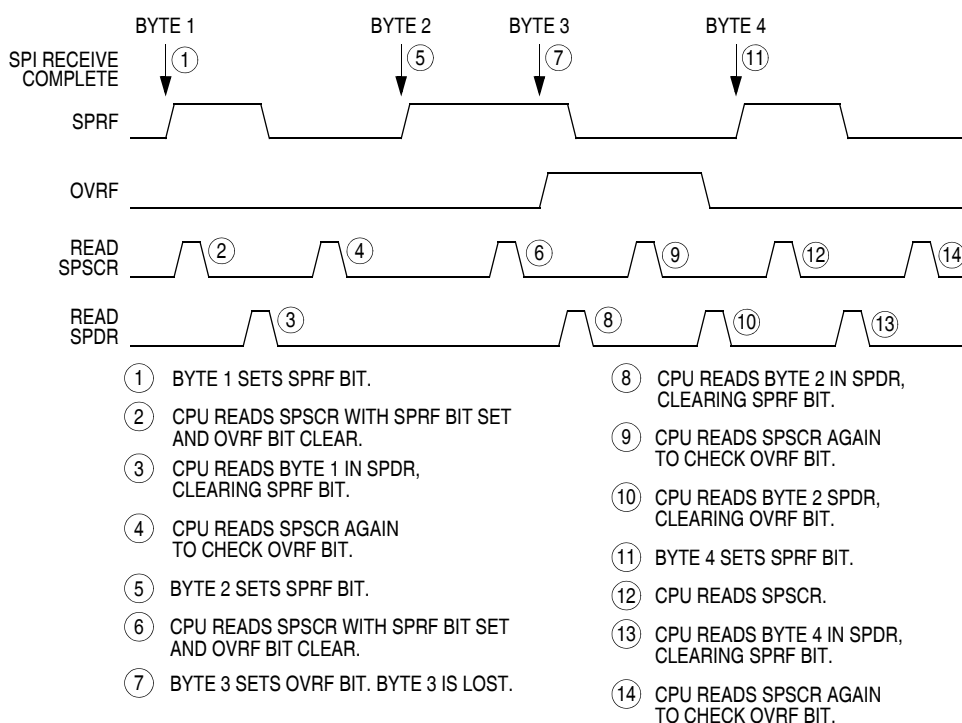 BYTE 1 BYTE 2 BYTE 3 BYTE 4
SPI RECEIVE
COMPLETE
1 5 7 11
SPRF
OVRF
READ
SPSCR
2 4 6 9 12 14
READ
SPDR
3 8 10 13
1 BYTE 1 SETS SPRF BIT.
2 CPU READS SPSCR WITH SPRF BIT SET
AND OVRF BIT CLEAR.
3 CPU READS BYTE 1 IN SPDR,
CLEARING SPRF BIT.
4 CPU READS SPSCR AGAIN
TO CHECK OVRF BIT.
5 BYTE 2 SETS SPRF BIT.
6 CPU READS SPSCR WITH SPRF BIT SET
AND OVRF BIT CLEAR.
7 BYTE 3 SETS OVRF BIT. BYTE 3 IS LOST.
8 CPU READS BYTE 2 IN SPDR,
CLEARING SPRF BIT.
9 CPU READS SPSCR AGAIN
TO CHECK OVRF BIT.
10 CPU READS BYTE 2 SPDR,
CLEARING OVRF BIT.
11 BYTE 4 SETS SPRF BIT.
12 CPU READS SPSCR.
13 CPU READS BYTE 4 IN SPDR,
CLEARING SPRF BIT.
14 CPU READS SPSCR AGAIN
TO CHECK OVRF BIT.